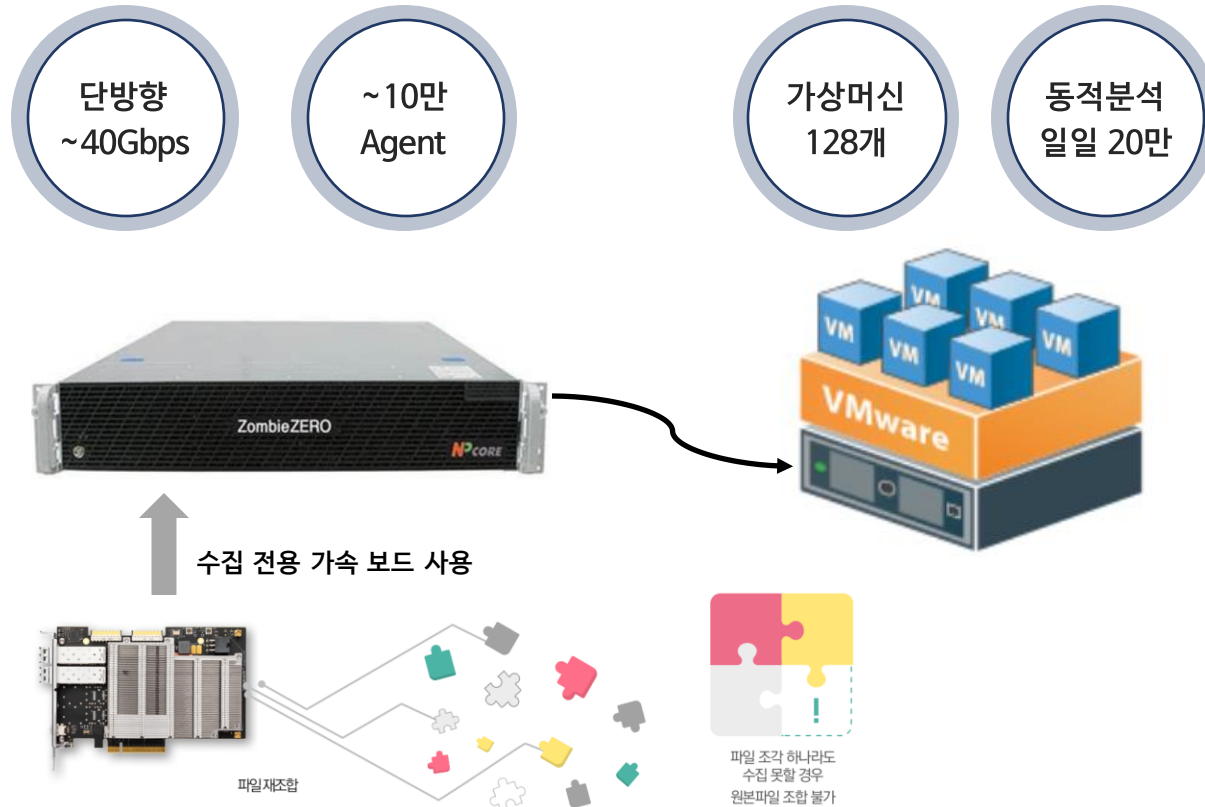 단방향
~40Gbps
~10만
Agent
가상머신
128개
동적분석
일일 20만
VM
VM
VM
VM
VM
VM
VMware
ZombieZERO
NPCORE
수집 전용 가속 보드 사용
!
파일재조합
파일 조각 하나라도
수집 못할 경우
원본파일 조합 불가